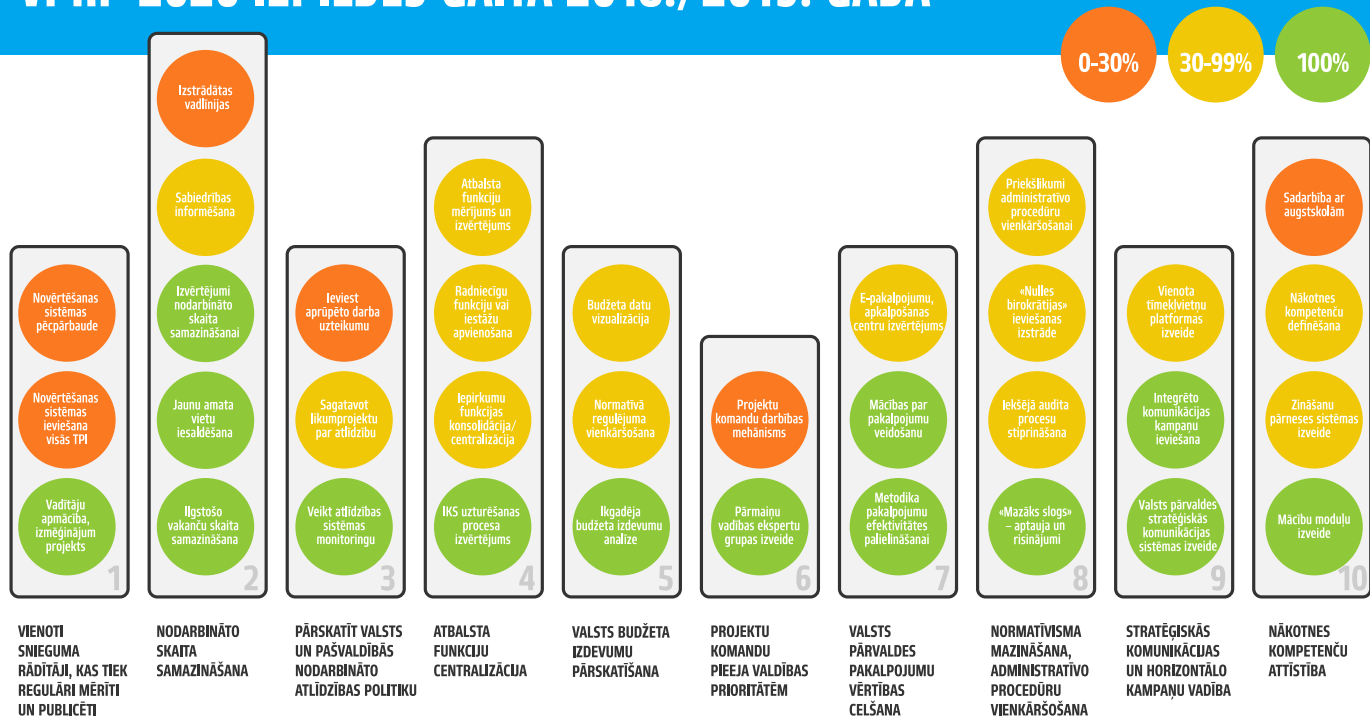 0-30%
30-99%
100%
Novērtēšanas
sistēmas
pēcpārbaude
Novērtēšanas
sistēmas
ieviešana
visās TPI
Vadītāju
apmācība,
izmēģinājum
projekts
1
VIENOTI
SNIEGUMA
RĀDĪTĀJI, KAS TIEK
REGULĀRI MĒRĪTI
UN PUBLICĒTI
Izstrādātas
vadlīnijas
Sabiedrības
informēšana
Izvērtējumi
nodarbināto
skaita
samazināšanai
Jaunu amata
vietu
iesaldēšana
Ilgstošo
vakanču skaita
samazināšana
2
NODARBINĀTO
SKAITA
SAMAZINĀŠANA
Ieviest
aprūpēto darba
uzteikumu
Sagatavot
likumprojektu
par atlīdzību
Veikt atlīdzības
sistēmas
monitoringu
3
PĀRSKATĪT VALSTS
UN PAŠVALDĪBĀS
NODARBINĀTO
ATLĪDZĪBAS POLITIKU
Atbalsta
funkciju
mērījums un
izvērtējums
Radniecīgu
funkciju vai
iestāžu
apvienošana
Iepirkumu
funkcijas
konsolidācija/
centralizācija
IKS uzturēšanas
procesa
izvērtējums
4
ATBALSTA
FUNKCIJU
CENTRALIZĀCIJA
Budžeta datu
vizualizācija
Normatīvā
regulējuma
vienkāršošana
Ikgadēja
budžeta izdevumu
analīze
5
VALSTS BUDŽETA
IZDEVUMU
PĀRSKATĪŠANA
Projektu
komandu darbības
mehānisms
Pārmaiņu
vadības ekspertu
grupas izveide
6
PROJEKTU
KOMANDU
PIEEJA VALDĪBAS
PRIORITĀTĒM
E-pakalpojumu,
apkalpošanas
centru izvērtējums
Mācības par
pakalpojumu
veidošanu
Metodika
pakalpojumu
efektivitātes
palielināšanai
7
VALSTS
PĀRVALDES
PAKALPOJUMU
VĒRTĪBAS
CELŠANA
Priekšlikumi
administratīvo
procedūru
vienkāršošanai
«Nulles
birokrātijas»
ieviešanas
izstrāde
Iekšējā audita
procesu
stiprināšana
«Mazāks slogs»
– aptauja un
risinājumi
8
NORMATĪVISMA
MAZINĀŠANA,
ADMINISTRATĪVO
PROCEDŪRU
VIENKĀRŠOŠANA
Vienota
tīmekļvietņu
platformas
izveide
Integrēto
komunikācijas
kampaņu
ieviešana
Valsts pārvaldes
stratēģiskās
komunikācijas
sistēmas izveide
9
STRATĒĢISKĀS
KOMUNIKĀCIJAS
UN HORIZONTĀLO
KAMPAŅU VADĪBA
Sadarbība ar
augstskolām
Nākotnes
kompetenču
definēšana
Zināšanu
pārneses sistēmas
izveide
Mācību moduļu
izveide
10
NĀKOTNES
KOMPETENČU
ATTĪSTĪBA